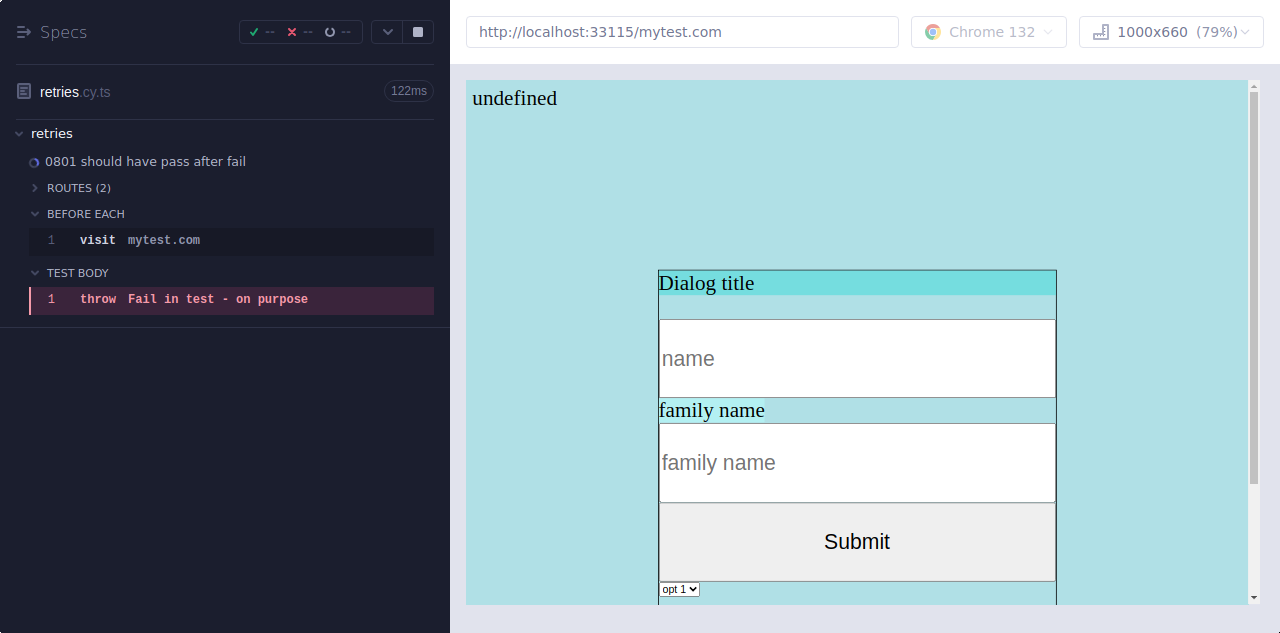 Specs
-- -- --
retries.cy.ts
122ms
retries
0801 should have pass after fail
ROUTES (2)
BEFORE EACH
1 visit mytest.com
TEST BODY
1 throw Fail in test - on purpose
http://localhost:33115/mytest.com
Chrome 132
1000x660 (79%)
undefined
Dialog title
name
family name
family name
Submit
opt 1